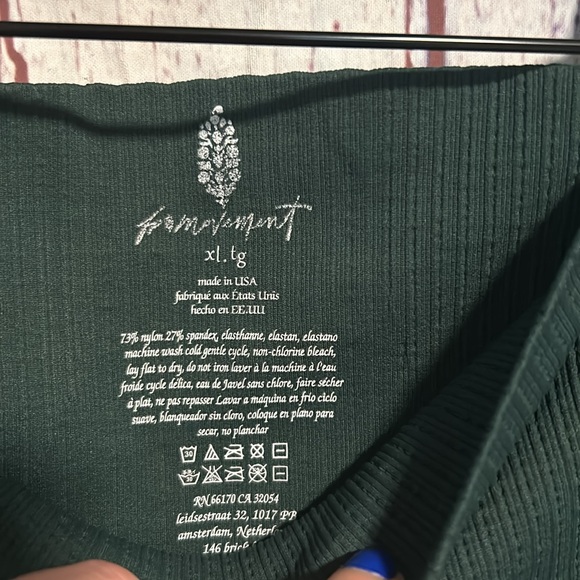 fpmovement
xl.tg
made in USA
fabriqué aux États Unis
hecho en EE.UU
73% nylon 27% spandex, elasthanne, elastan, elastano
machine wash cold gentle cycle, non-chlorine bleach,
lay flat to dry, do not iron laver à la machine à l'eau
froide cycle délica, eau de Javel sans chlore, faire sécher
à plat, ne pas repasser Lavar a máquina en frío ciclo
suave, blanqueador sin cloro, coloque en plano para
secar, no planchar
30
30
RN 66170 CA 32054
leidsestraat 32, 1017 PB
amsterdam, Netherl
146 bri